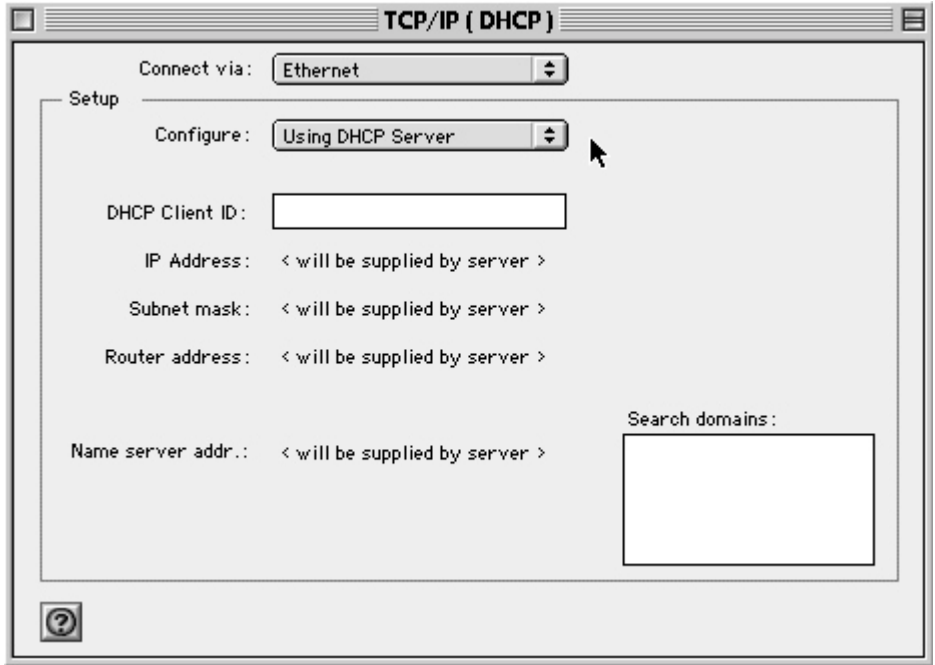 TCP/IP ( DHCP )
Connect via: Ethernet
Setup
Configure: Using DHCP Server
DHCP Client ID:
IP Address: < will be supplied by server >
Subnet mask: < will be supplied by server >
Router address: < will be supplied by server >
Search domains:
Name server addr.: < will be supplied by server >
?